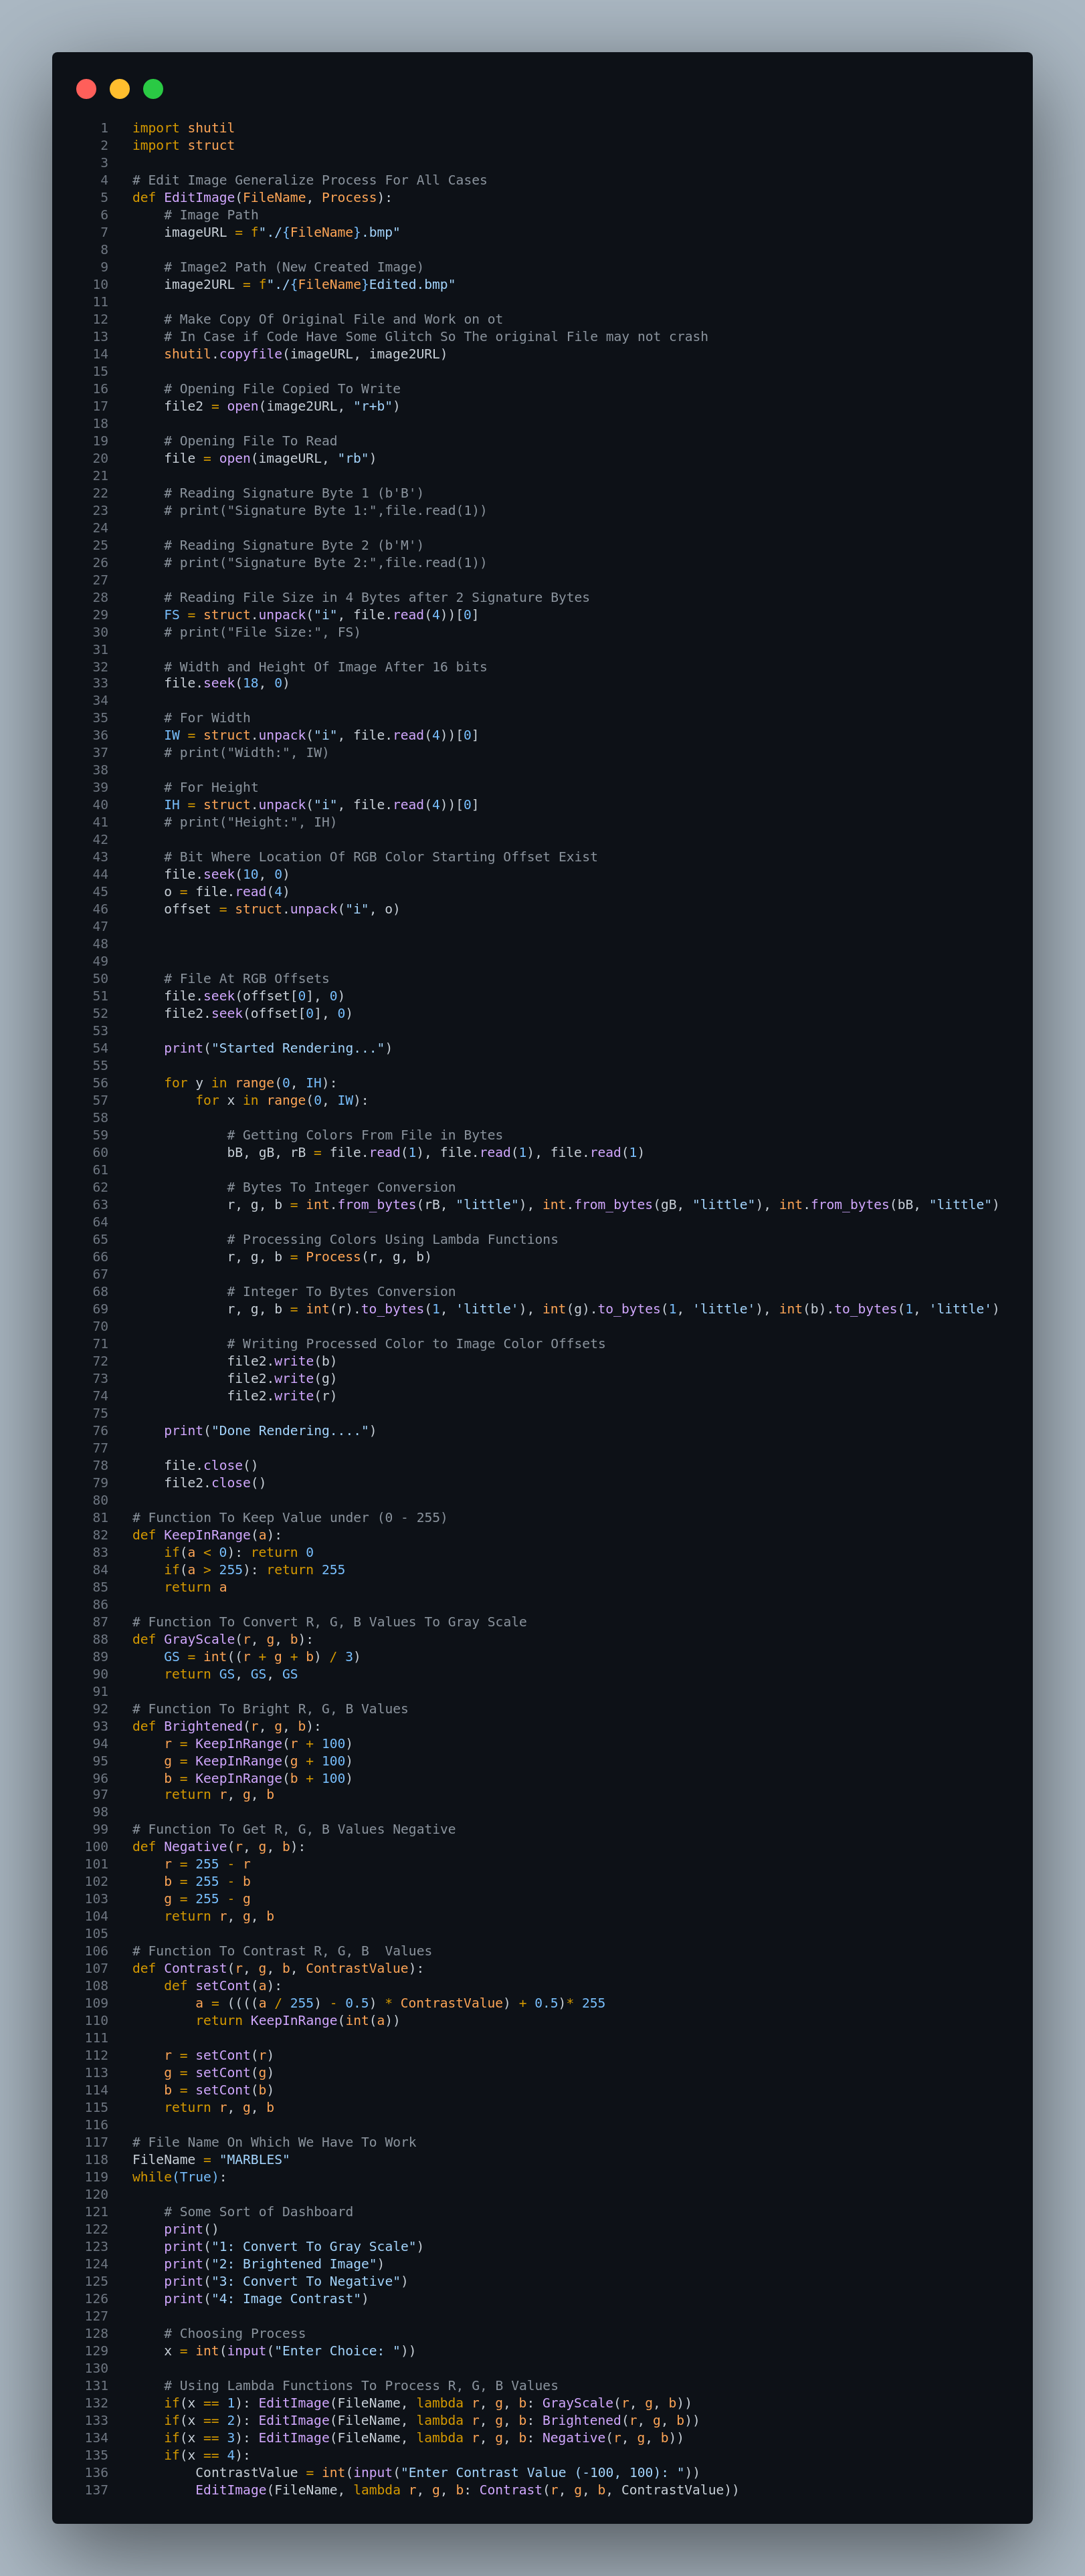 1 import shutil
2 import struct
3
4 # Edit Image Generalize Process For All Cases
5 def EditImage(FileName, Process):
6     # Image Path
7     imageURL = f"./{FileName}.bmp"
8
9     # Image2 Path (New Created Image)
10     image2URL = f"./{FileName}Edited.bmp"
11
12     # Make Copy Of Original File and Work on ot
13     # In Case if Code Have Some Glitch So The original File may not crash
14     shutil.copyfile(imageURL, image2URL)
15
16     # Opening File Copied To Write
17     file2 = open(image2URL, "r+b")
18
19     # Opening File To Read
20     file = open(imageURL, "rb")
21
22     # Reading Signature Byte 1 (b'B')
23     # print("Signature Byte 1:",file.read(1))
24
25     # Reading Signature Byte 2 (b'M')
26     # print("Signature Byte 2:",file.read(1))
27
28     # Reading File Size in 4 Bytes after 2 Signature Bytes
29     FS = struct.unpack("i", file.read(4))[0]
30     # print("File Size:", FS)
31
32     # Width and Height Of Image After 16 bits
33     file.seek(18, 0)
34
35     # For Width
36     IW = struct.unpack("i", file.read(4))[0]
37     # print("Width:", IW)
38
39     # For Height
40     IH = struct.unpack("i", file.read(4))[0]
41     # print("Height:", IH)
42
43     # Bit Where Location Of RGB Color Starting Offset Exist
44     file.seek(10, 0)
45     o = file.read(4)
46     offset = struct.unpack("i", o)
47
48
49
50     # File At RGB Offsets
51     file.seek(offset[0], 0)
52     file2.seek(offset[0], 0)
53
54     print("Started Rendering...")
55
56     for y in range(0, IH):
57         for x in range(0, IW):
58
59             # Getting Colors From File in Bytes
60             bB, gB, rB = file.read(1), file.read(1), file.read(1)
61
62             # Bytes To Integer Conversion
63             r, g, b = int.from_bytes(rB, "little"), int.from_bytes(gB, "little"), int.from_bytes(bB, "little")
64
65             # Processing Colors Using Lambda Functions
66             r, g, b = Process(r, g, b)
67
68             # Integer To Bytes Conversion
69             r, g, b = int(r).to_bytes(1, 'little'), int(g).to_bytes(1, 'little'), int(b).to_bytes(1, 'little')
70
71             # Writing Processed Color to Image Color Offsets
72             file2.write(b)
73             file2.write(g)
74             file2.write(r)
75
76     print("Done Rendering....")
77
78     file.close()
79     file2.close()
80
81 # Function To Keep Value under (0 - 255)
82 def KeepInRange(a):
83     if(a < 0): return 0
84     if(a > 255): return 255
85     return a
86
87 # Function To Convert R, G, B Values To Gray Scale
88 def GrayScale(r, g, b):
89     GS = int((r + g + b) / 3)
90     return GS, GS, GS
91
92 # Function To Bright R, G, B Values
93 def Brightened(r, g, b):
94     r = KeepInRange(r + 100)
95     g = KeepInRange(g + 100)
96     b = KeepInRange(b + 100)
97     return r, g, b
98
99 # Function To Get R, G, B Values Negative
100 def Negative(r, g, b):
101     r = 255 - r
102     b = 255 - b
103     g = 255 - g
104     return r, g, b
105
106 # Function To Contrast R, G, B  Values
107 def Contrast(r, g, b, ContrastValue):
108     def setCont(a):
109         a = ((((a / 255) - 0.5) * ContrastValue) + 0.5)* 255
110         return KeepInRange(int(a))
111
112     r = setCont(r)
113     g = setCont(g)
114     b = setCont(b)
115     return r, g, b
116
117 # File Name On Which We Have To Work
118 FileName = "MARBLES"
119 while(True):
120
121     # Some Sort of Dashboard
122     print()
123     print("1: Convert To Gray Scale")
124     print("2: Brightened Image")
125     print("3: Convert To Negative")
126     print("4: Image Contrast")
127
128     # Choosing Process
129     x = int(input("Enter Choice: "))
130
131     # Using Lambda Functions To Process R, G, B Values
132     if(x == 1): EditImage(FileName, lambda r, g, b: GrayScale(r, g, b))
133     if(x == 2): EditImage(FileName, lambda r, g, b: Brightened(r, g, b))
134     if(x == 3): EditImage(FileName, lambda r, g, b: Negative(r, g, b))
135     if(x == 4):
136         ContrastValue = int(input("Enter Contrast Value (-100, 100): "))
137         EditImage(FileName, lambda r, g, b: Contrast(r, g, b, ContrastValue))